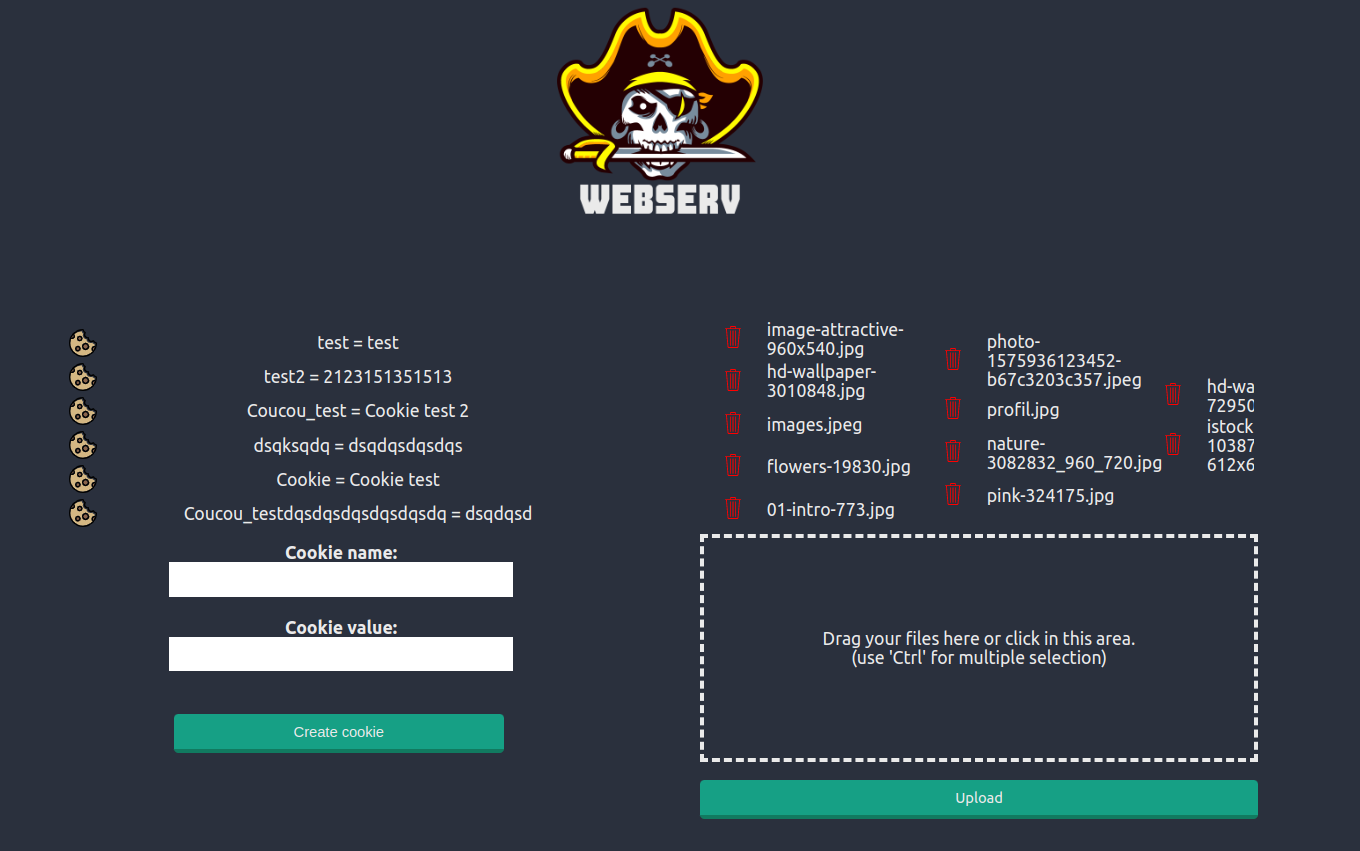 WEBSERV
test = test
test2 = 2123151351513
Coucou_test = Cookie test 2
dsqksqdq = dsqdqsdqsdqs
Cookie = Cookie test
Coucou_testdqsdqsdqsdqsdqsdq = dsqdqsd
Cookie name:
Cookie value:
Create cookie
image-attractive-
960x540.jpg
hd-wallpaper-
3010848.jpg
images.jpeg
flowers-19830.jpg
01-intro-773.jpg
photo-
1575936123452-
b67c3203c357.jpeg
profil.jpg
nature-
3082832_960_720.jpg
pink-324175.jpg
hd-wa
72950
istock
10387
612x6
Drag your files here or click in this area.
(use 'Ctrl' for multiple selection)
Upload